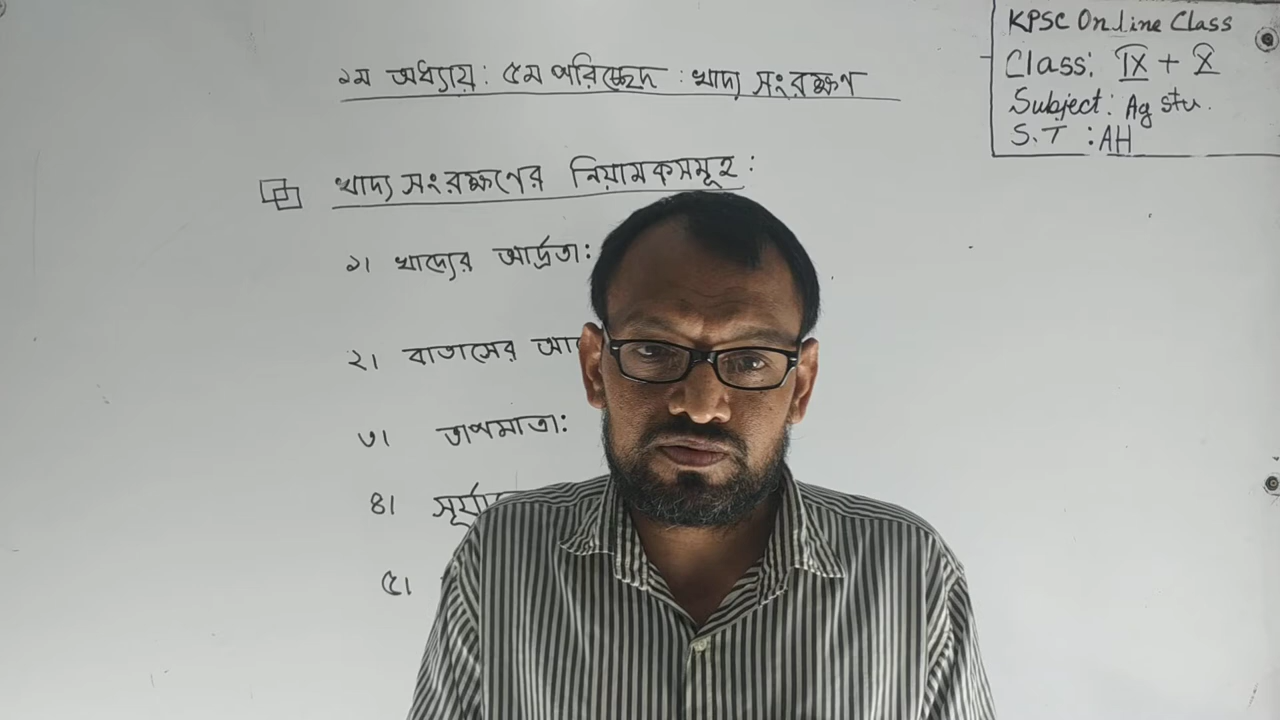 ১ম অধ্যায়: ৫ম পরিচ্ছেদ : খাদ্য সংরক্ষণ
KPSC Online Class
Class: IX + X
Subject: Ag stu.
S.T : AH
খাদ্য সংরক্ষণের নিয়ামকসমূহ:
১। খাদ্যের আর্দ্রতা:
২। বাতাসের
৩। তাপমাত্রা:
৪।
৫।